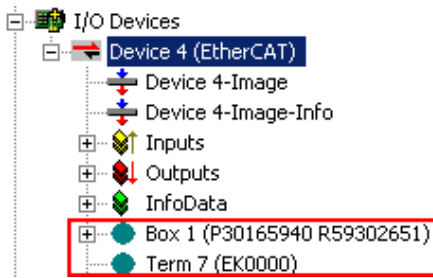 I/O Devices
Device 4 (EtherCAT)
Device 4-Image
Device 4-Image-Info
Inputs
Outputs
InfoData
Box 1 (P30165940 R59302651)
Term 7 (EK0000)